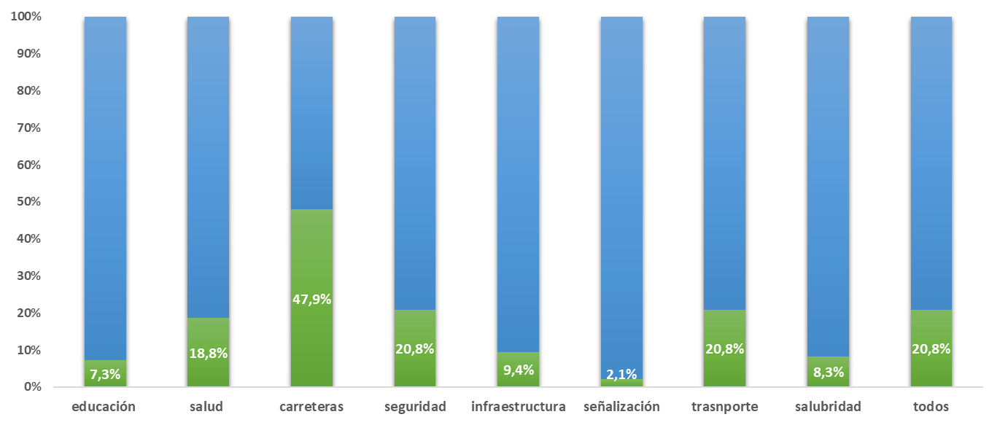 100%
90%
80%
70%
60%
50%
40%
30%
20%
10%
0%
7,3%
18,8%
47,9%
20,8%
9,4%
2,1%
20,8%
8,3%
20,8%
educación
salud
carreteras
seguridad
infraestructura
señalización
trasnporte
salubridad
todos